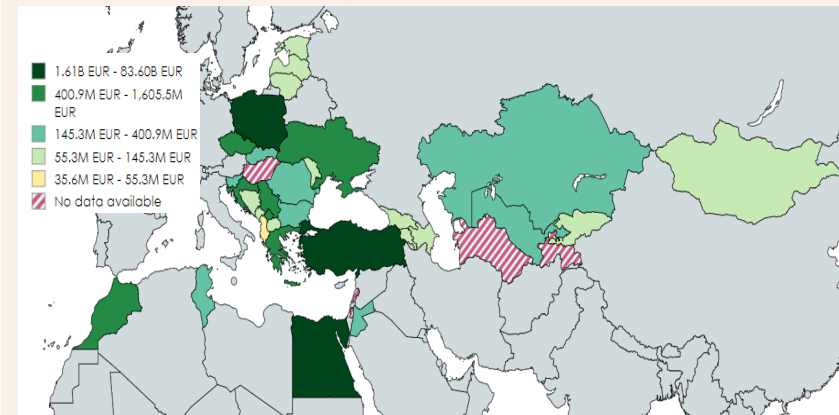 1.61B EUR - 83.60B EUR
400.9M EUR - 1,605.5M
EUR
145.3M EUR - 400.9M EUR
55.3M EUR - 145.3M EUR
35.6M EUR - 55.3M EUR
No data available